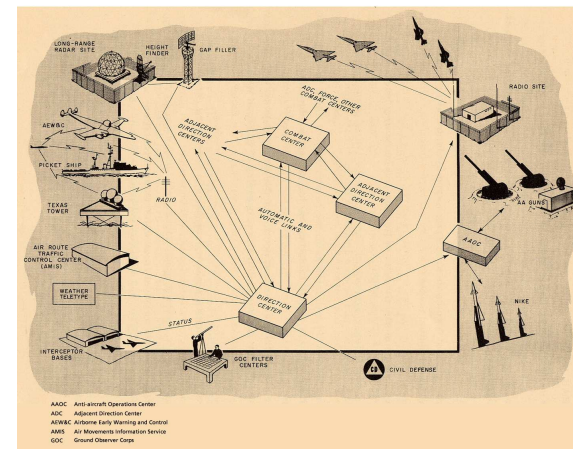 LONG-RANGE
RADAR SITE
HEIGHT
FINDER
GAP FILLER
RADIO SITE
ADC, FORCE, OTHER
COMBAT CENTERS
ADJACENT
DIRECTION
CENTERS
COMBAT
CENTER
AEW&C
PICKET SHIP
RADIO
ADJACENT
DIRECTION
CENTER
AA GUNS
TEXAS
TOWER
AUTOMATIC AND
VOICE LINKS
AAOC
AIR ROUTE
TRAFFIC
CONTROL CENTER
(AMIS)
WEATHER
TELETYPE
DIRECTION
CENTER
NIKE
STATUS
INTERCEPTOR
BASES
GOC FILTER
CENTERS
CD
CIVIL DEFENSE
AAOC Anti-aircraft Operations Center
ADC Adjacent Direction Center
AEW&C Airborne Early Warning and Control
AMIS Air Movements Information Service
GOC Ground Observer Corps